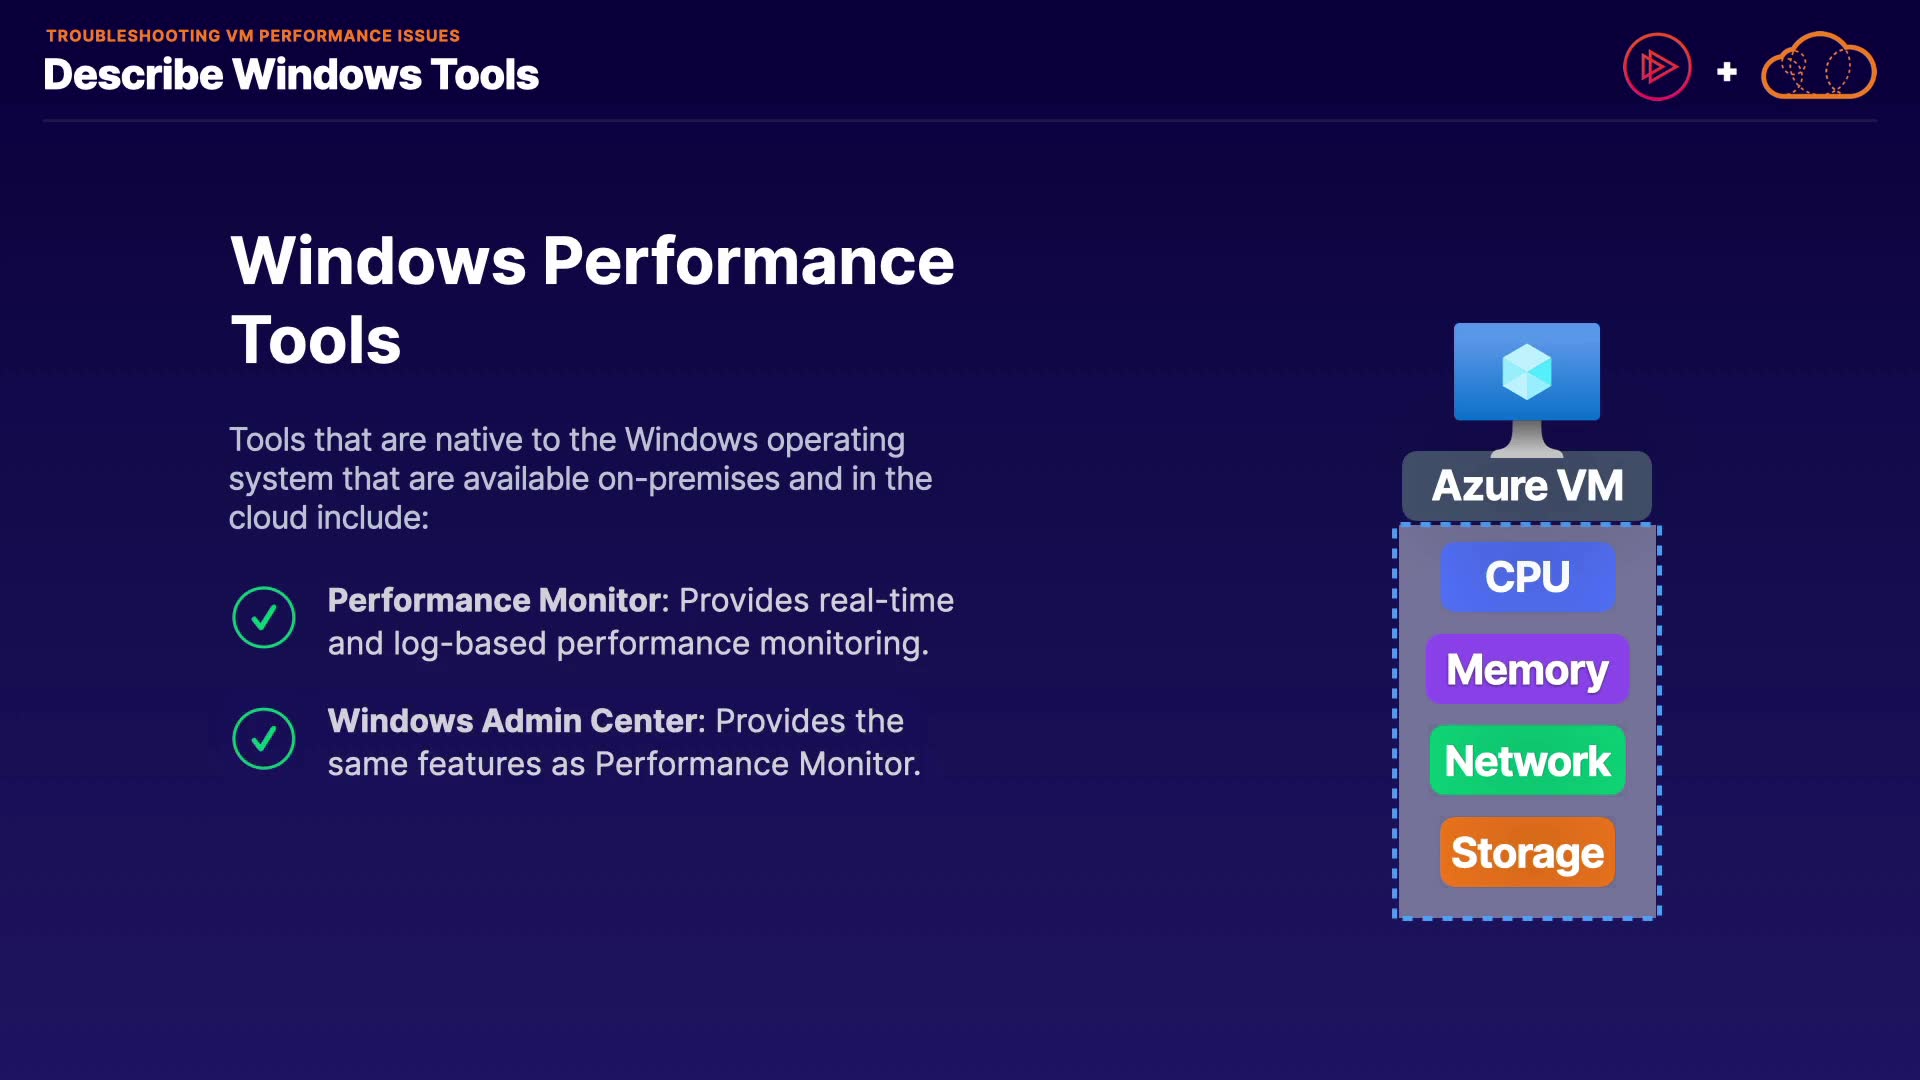 TROUBLESHOOTING VM PERFORMANCE ISSUES
Describe Windows Tools
Windows Performance
Tools
Tools that are native to the Windows operating
system that are available on-premises and in the
cloud include:
Performance Monitor: Provides real-time
and log-based performance monitoring.
Windows Admin Center: Provides the
same features as Performance Monitor.
Azure VM
CPU
Memory
Network
Storage